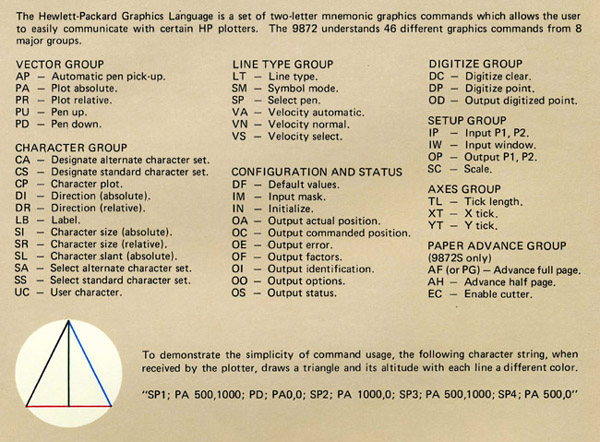 The Hewlett-Packard Graphics Language is a set of two-letter mnemonic graphics commands which allows the user
to easily communicate with certain HP plotters. The 9872 understands 46 different graphics commands from 8
major groups.
VECTOR GROUP
AP – Automatic pen pick-up.
PA – Plot absolute.
PR – Plot relative.
PU – Pen up.
PD – Pen down.
CHARACTER GROUP
CA – Designate alternate character set.
CS – Designate standard character set.
CP – Character plot.
DI – Direction (absolute).
DR – Direction (relative).
LB – Label.
SI – Character size (absolute).
SR – Character size (relative).
SL – Character slant (absolute).
SA – Select alternate character set.
SS – Select standard character set.
UC – User character.
LINE TYPE GROUP
LT – Line type.
SM – Symbol mode.
SP – Select pen.
VA – Velocity automatic.
VN – Velocity normal.
VS – Velocity select.
CONFIGURATION AND STATUS
DF – Default values.
IM – Input mask.
IN – Initialize.
OA – Output actual position.
OC – Output commanded position.
OE – Output error.
OF – Output factors.
OI – Output identification.
OO – Output options.
OS – Output status.
DIGITIZE GROUP
DC – Digitize clear.
DP – Digitize point.
OD – Output digitized point.
SETUP GROUP
IP – Input P1, P2.
IW – Input window.
OP – Output P1, P2.
SC – Scale.
AXES GROUP
TL – Tick length.
XT – X tick.
YT – Y tick.
PAPER ADVANCE GROUP
(9872S only)
AF (or PG) – Advance full page.
AH – Advance half page.
EC – Enable cutter.
To demonstrate the simplicity of command usage, the following character string, when
received by the plotter, draws a triangle and its altitude with each line a different color.
"SP1; PA 500,1000; PD; PA0,0; SP2; PA 1000,0; SP3; PA 500,1000; SP4; PA 500,0"